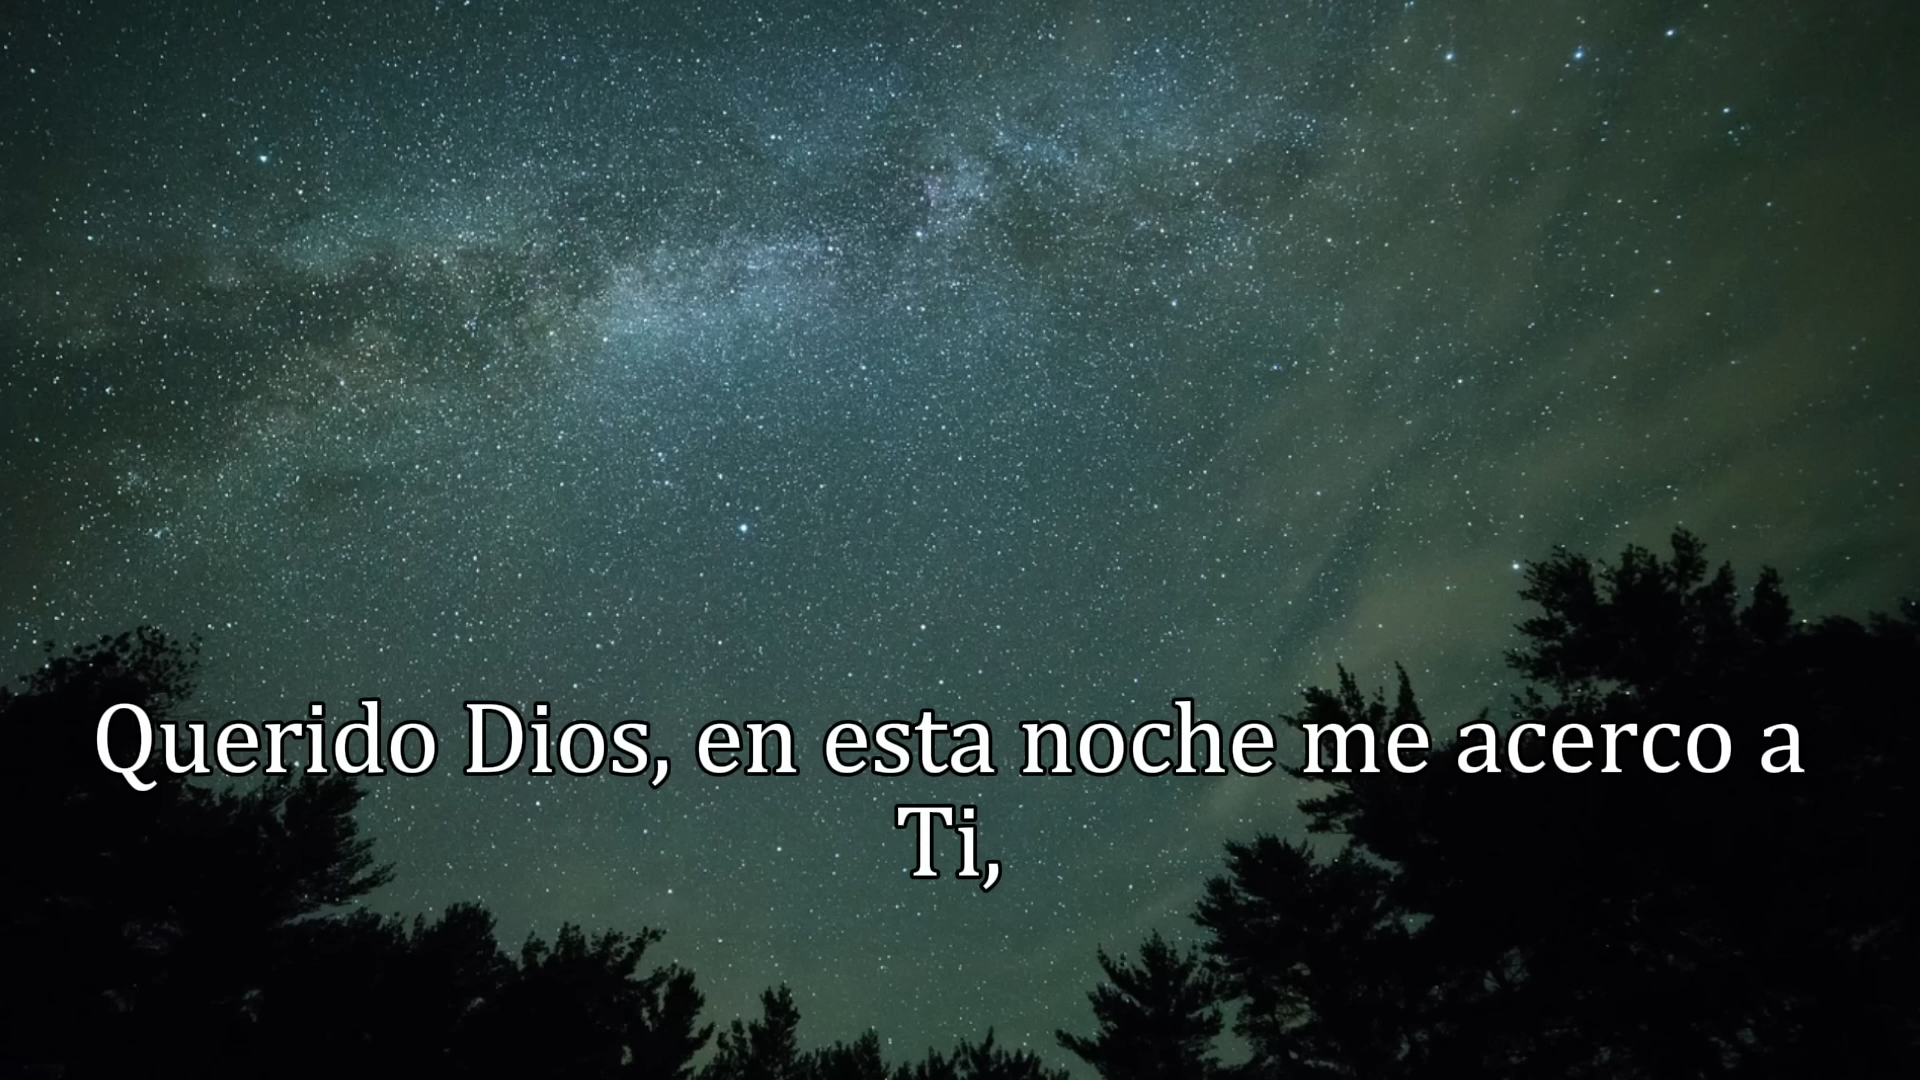 Querido Dios, en esta noche me acerco a
Ti,